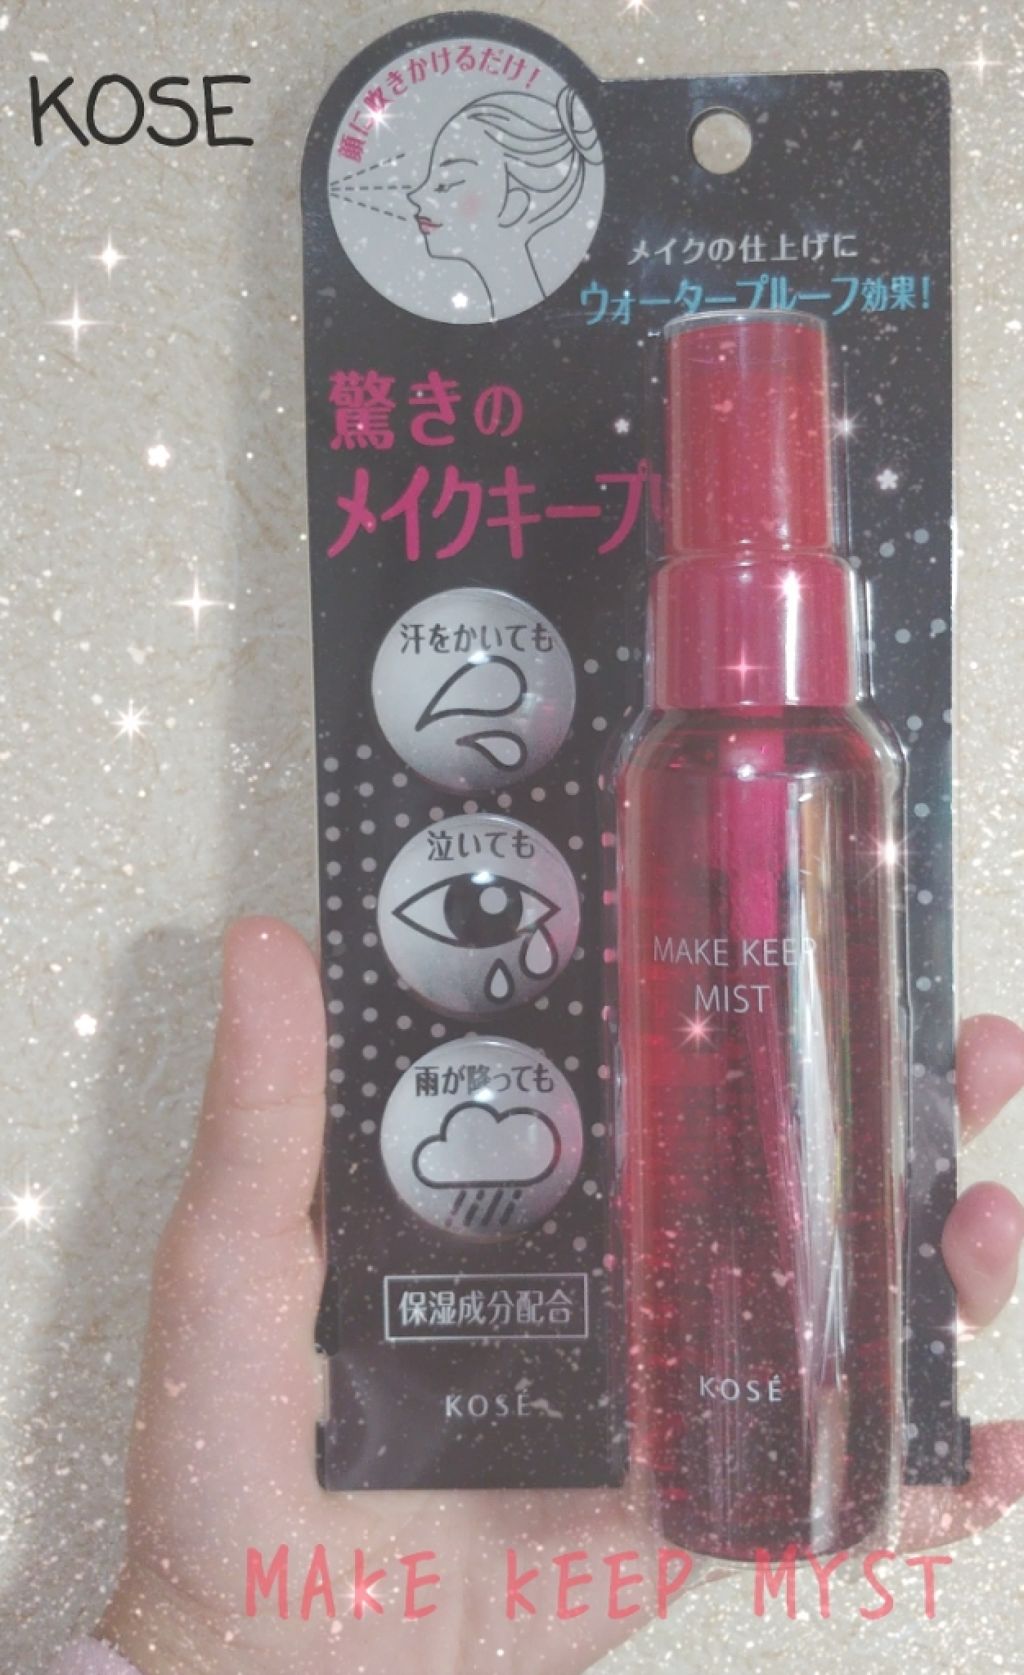 KOSE
顔に吹きかけるだけ!
メイクの仕上げに
ウォータープルーフ効果!
驚きの
メイクキープ
汗をかいても
泣いても
雨が降っても
保湿成分配合
KOSÉ
MAKE KEEP
MIST
KOSÉ
MAKE KEEP MYST